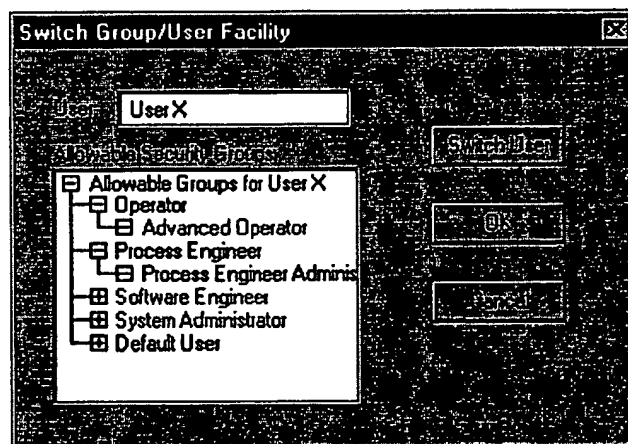 Switch Group/User Facility
User
User X
Allowable Security Groups
Switch User
Allowable Groups for User X
Operator
Advanced Operator
OK
Process Engineer
Process Engineer Adminis
Cancel
Software Engineer
System Administrator
Default User